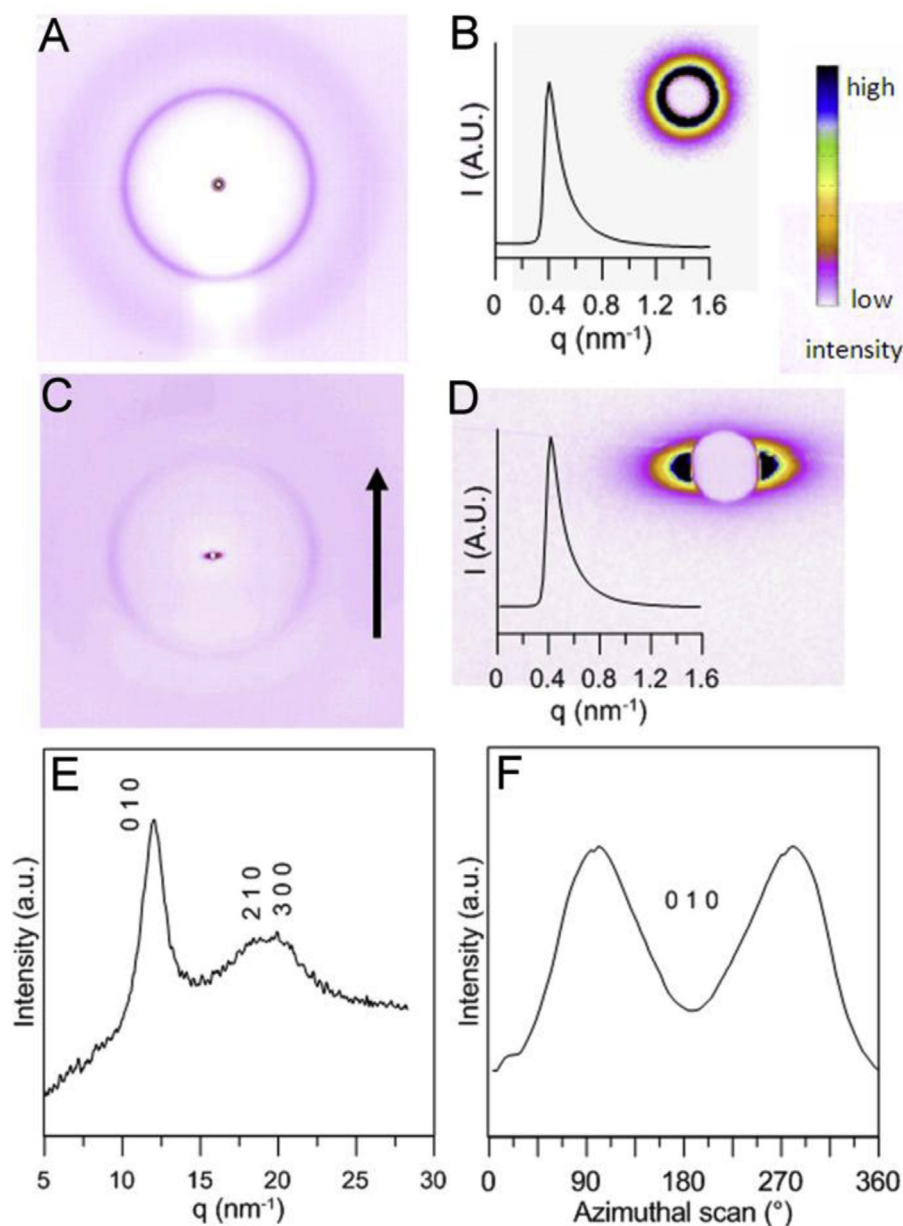 A
B
I (A.U.)
0 0.4 0.8 1.2 1.6
q (nm⁻¹)
high
low
intensity
C
D
I (A.U.)
0 0.4 0.8 1.2 1.6
q (nm⁻¹)
E
0 1 0
2 1 0
3 0 0
Intensity (a.u.)
5 10 15 20 25 30
q (nm⁻¹)
F
0 1 0
Intensity (a.u.)
0 90 180 270 360
Azimuthal scan (°)